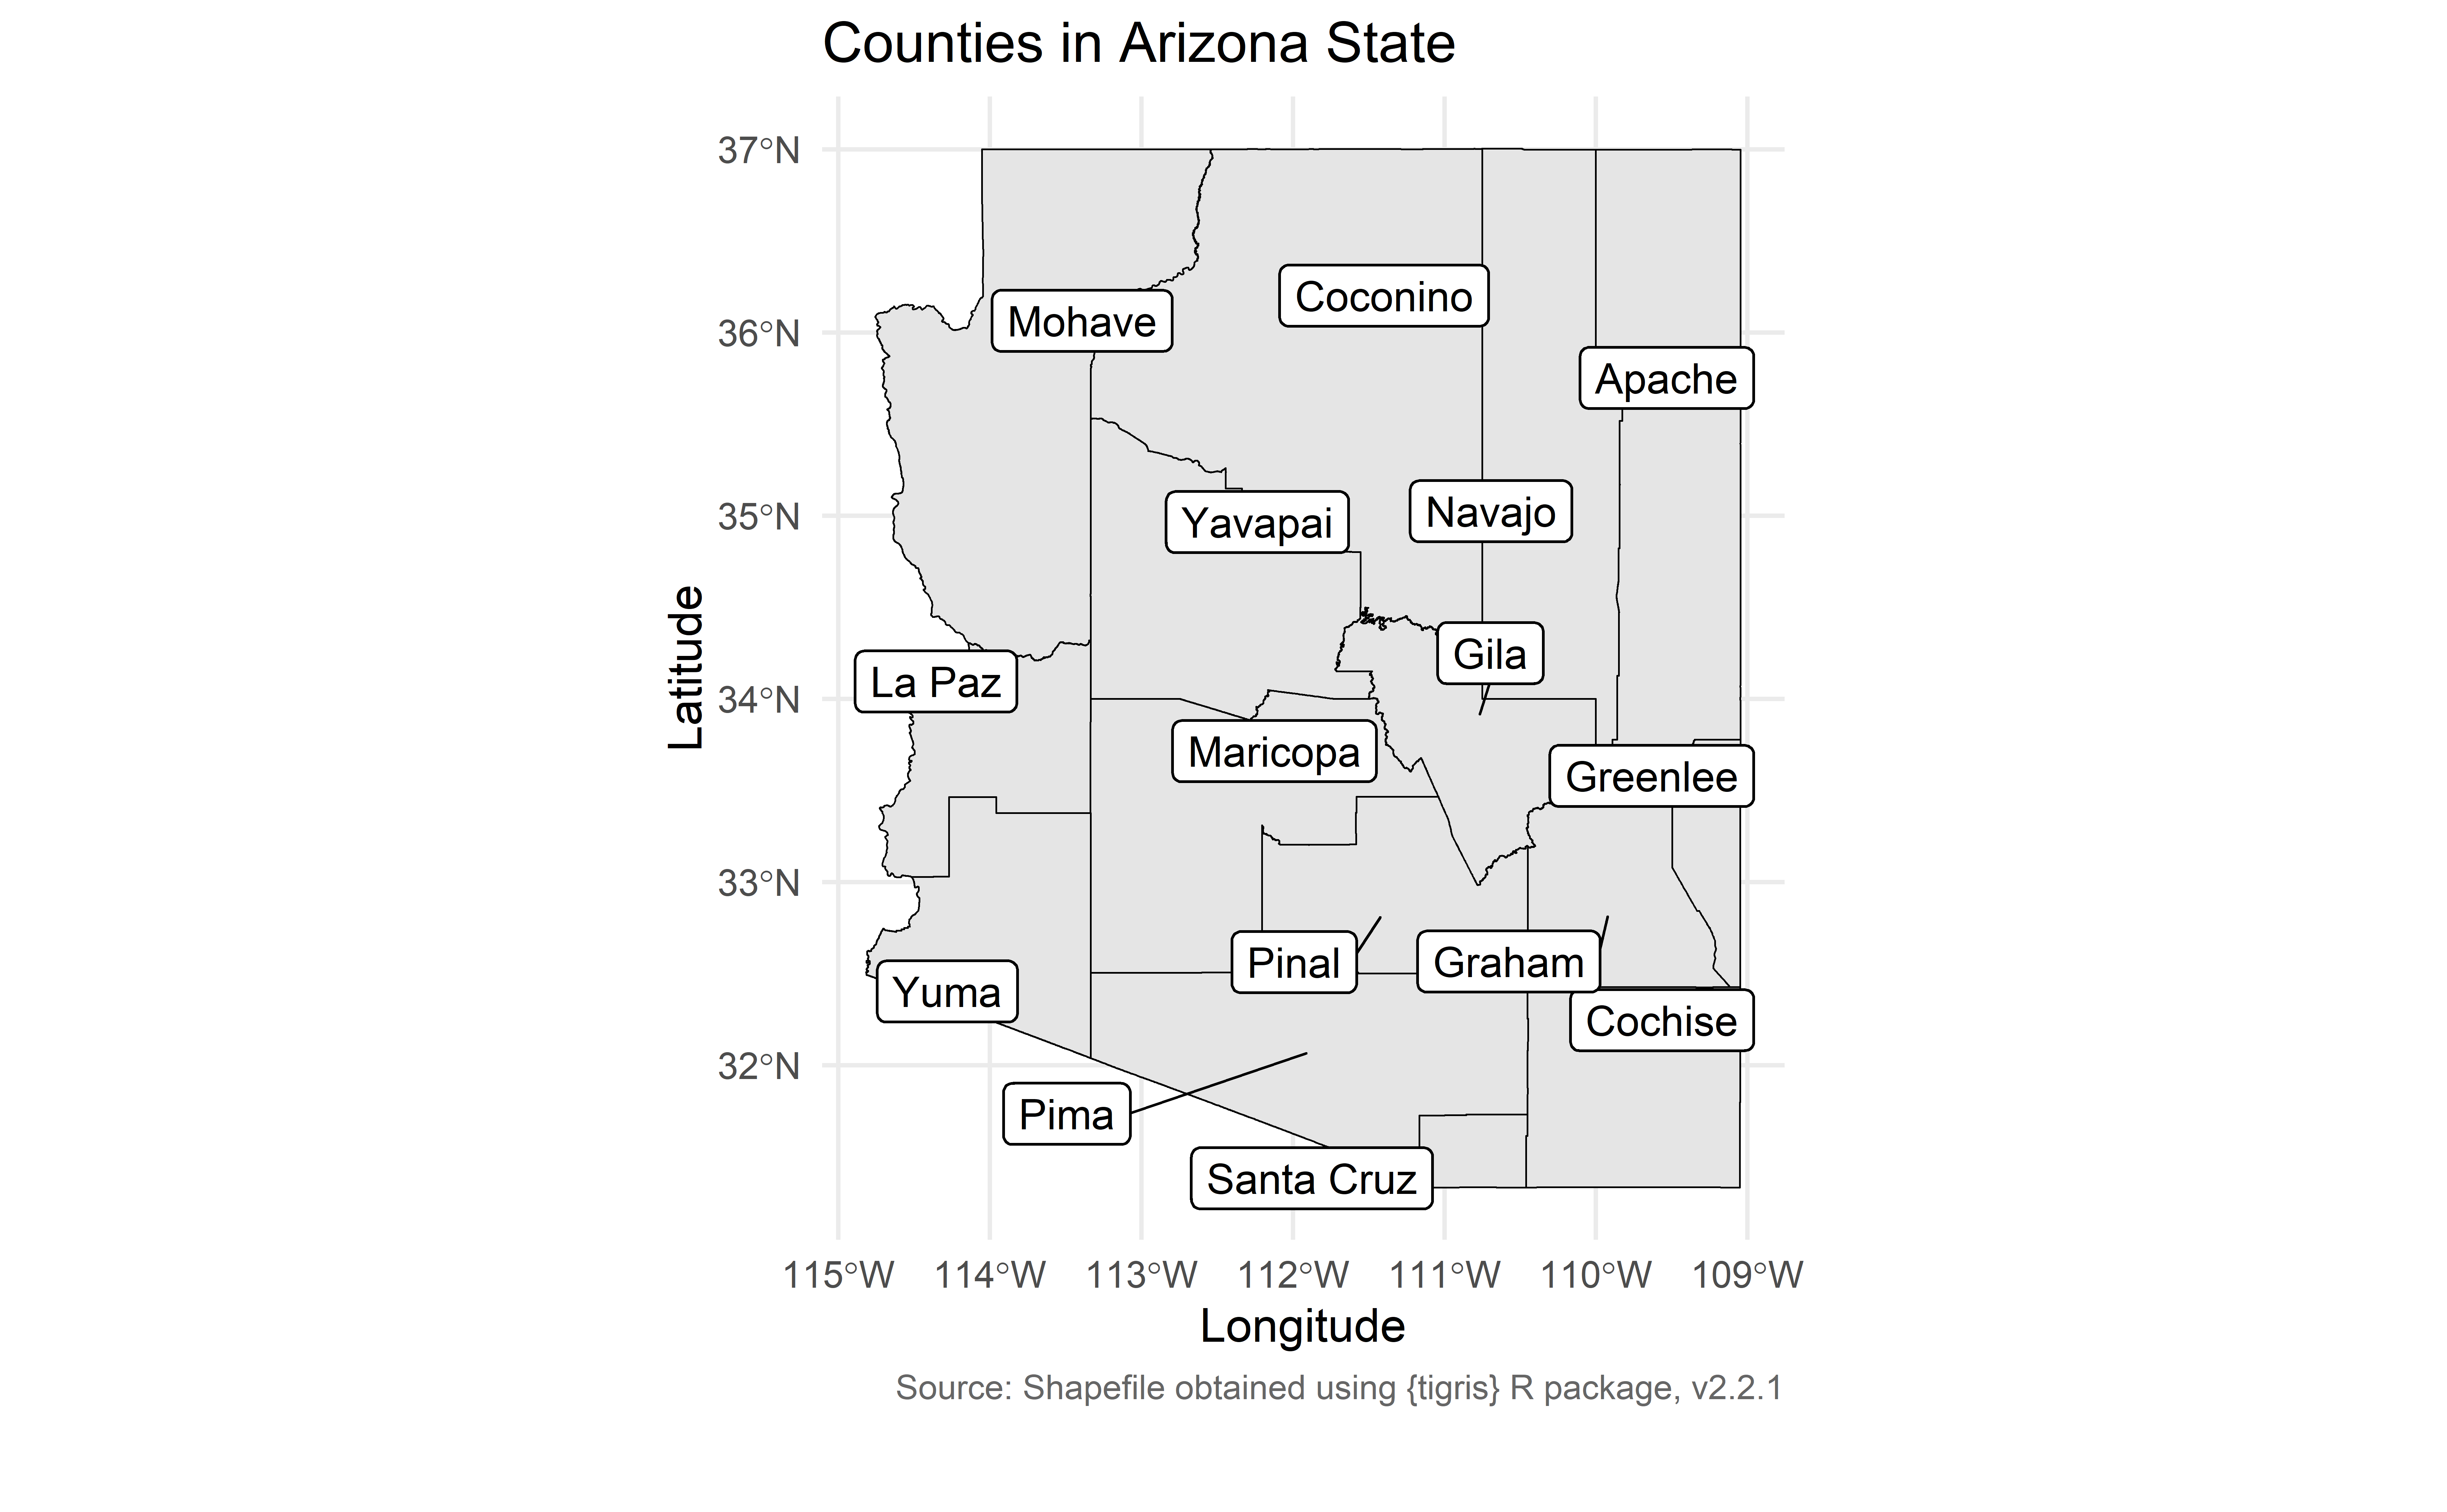 Counties in Arizona State
37°N
36°N
35°N
34°N
33°N
32°N
Latitude
Coconino
Mohave
Apache
Navajo
Yavapai
Gila
La Paz
Maricopa
Greenlee
Pinal
Graham
Yuma
Cochise
Pima
Santa Cruz
115°W 114°W 113°W 112°W 111°W 110°W 109°W
Longitude
Source: Shapefile obtained using {tigris} R package, v2.2.1